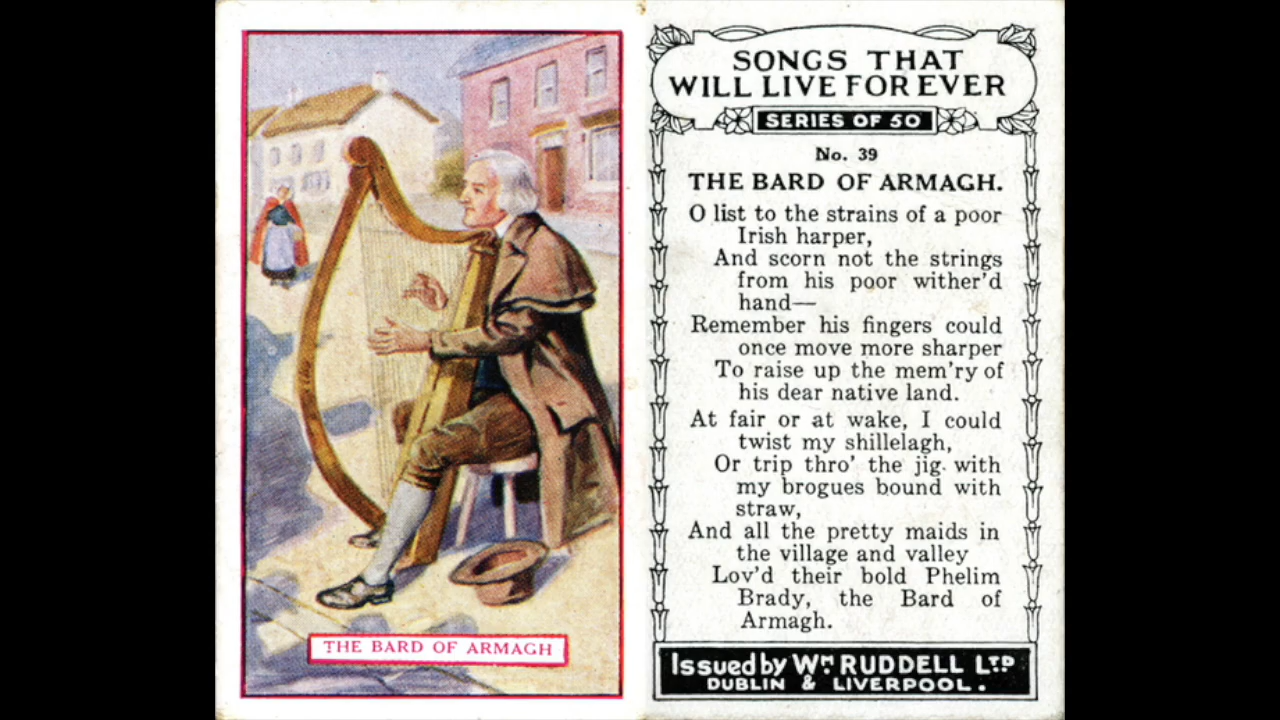 THE BARD OF ARMAGH
SONGS THAT
WILL LIVE FOR EVER
SERIES OF 50
No. 39
THE BARD OF ARMAGH.
O list to the strains of a poor
Irish harper,
And scorn not the strings
from his poor wither'd
hand—
Remember his fingers could
once move more sharper
To raise up the mem'ry of
his dear native land.
At fair or at wake, I could
twist my shillelagh,
Or trip thro' the jig with
my brogues bound with
straw,
And all the pretty maids in
the village and valley
Lov'd their bold Phelim
Brady, the Bard of
Armagh.
Issued by Wᴹ. RUDDELL Lᵀᴰ
DUBLIN & LIVERPOOL.